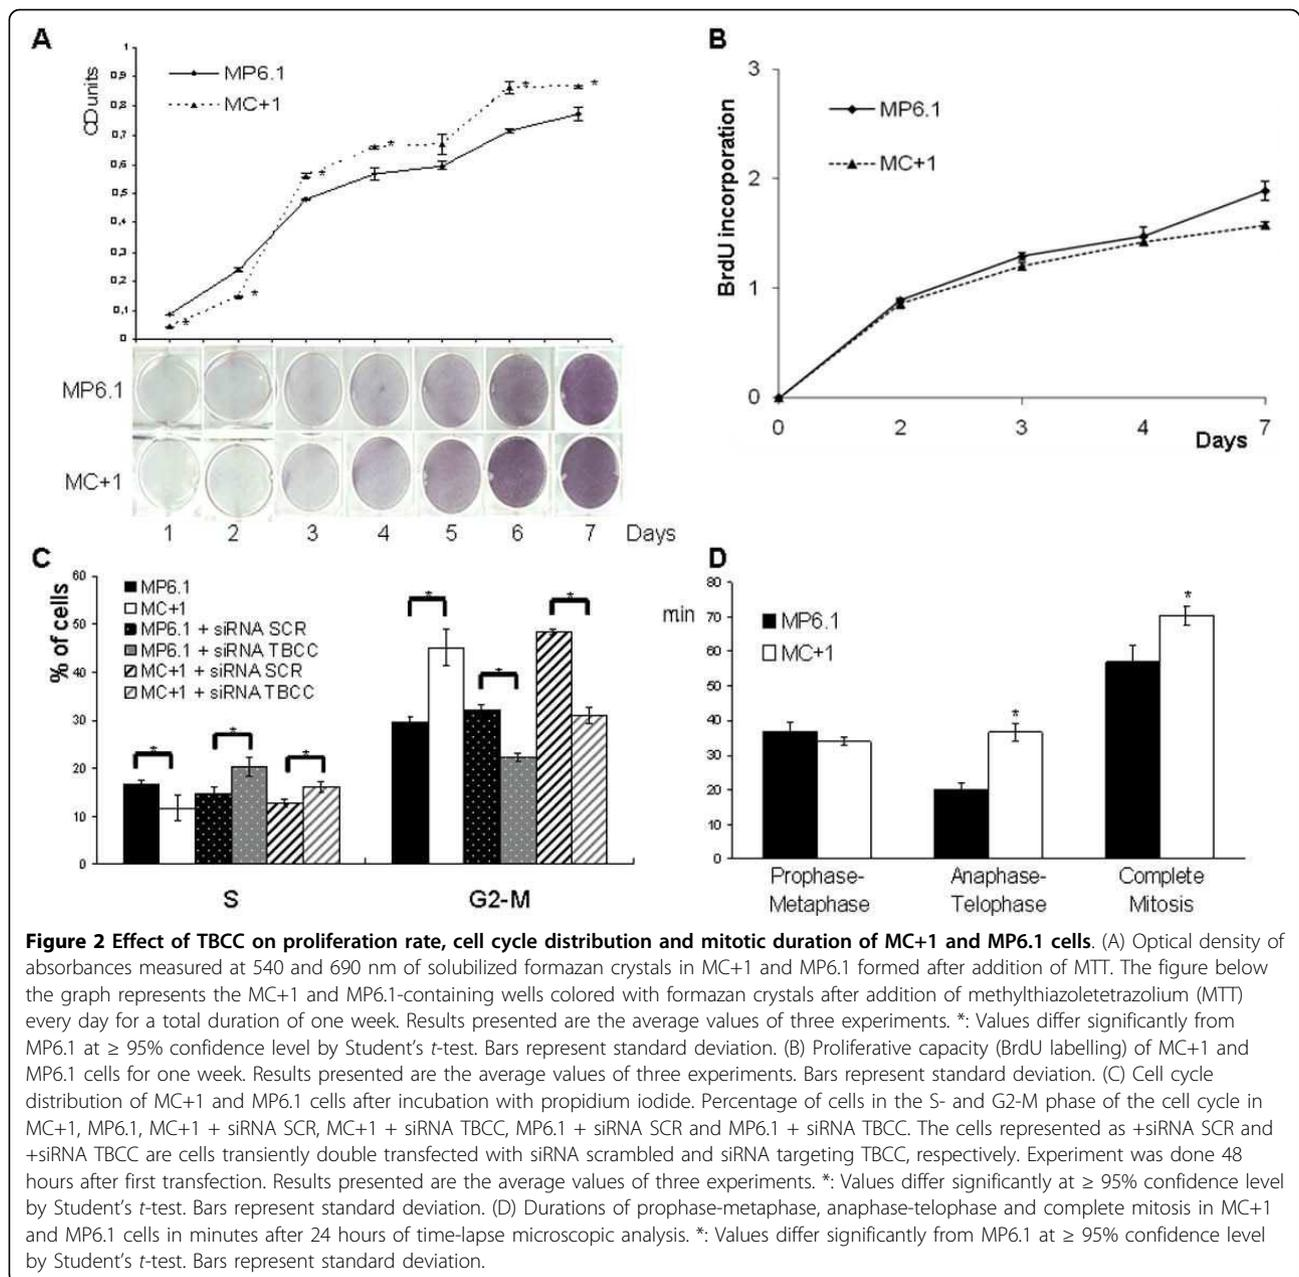 A
OD units
1
0,9
0,8
0,7
0,6
0,5
0,4
0,3
0,2
0,1
0
MP6.1
MC+1
* * * * * *
MP6.1
MC+1
1 2 3 4 5 6 7 Days
B
BrdU incorporation
3
2
1
0
MP6.1
MC+1
0 2 3 4 7
Days
C
% of cells
60
50
40
30
20
10
0
MP6.1
MC+1
MP6.1 + siRNA SCR
MP6.1 + siRNA TBCC
MC+1 + siRNA SCR
MC+1 + siRNA TBCC
* * * * * *
S G2-M
D
min
80
70
60
50
40
30
20
10
0
MP6.1
MC+1
* *
Prophase-
Metaphase
Anaphase-
Telophase
Complete
Mitosis
Figure 2 Effect of TBCC on proliferation rate, cell cycle distribution and mitotic duration of MC+1 and MP6.1 cells. (A) Optical density of
absorbances measured at 540 and 690 nm of solubilized formazan crystals in MC+1 and MP6.1 formed after addition of MTT. The figure below
the graph represents the MC+1 and MP6.1-containing wells colored with formazan crystals after addition of methylthiazoletetrazolium (MTT)
every day for a total duration of one week. Results presented are the average values of three experiments. *: Values differ significantly from
MP6.1 at ≥ 95% confidence level by Student's t-test. Bars represent standard deviation. (B) Proliferative capacity (BrdU labelling) of MC+1 and
MP6.1 cells for one week. Results presented are the average values of three experiments. Bars represent standard deviation. (C) Cell cycle
distribution of MC+1 and MP6.1 cells after incubation with propidium iodide. Percentage of cells in the S- and G2-M phase of the cell cycle in
MC+1, MP6.1, MC+1 + siRNA SCR, MC+1 + siRNA TBCC, MP6.1 + siRNA SCR and MP6.1 + siRNA TBCC. The cells represented as +siRNA SCR and
+siRNA TBCC are cells transiently double transfected with siRNA scrambled and siRNA targeting TBCC, respectively. Experiment was done 48
hours after first transfection. Results presented are the average values of three experiments. *: Values differ significantly at ≥ 95% confidence level
by Student's t-test. Bars represent standard deviation. (D) Durations of prophase-metaphase, anaphase-telophase and complete mitosis in MC+1
and MP6.1 cells in minutes after 24 hours of time-lapse microscopic analysis. *: Values differ significantly from MP6.1 at ≥ 95% confidence level
by Student's t-test. Bars represent standard deviation.